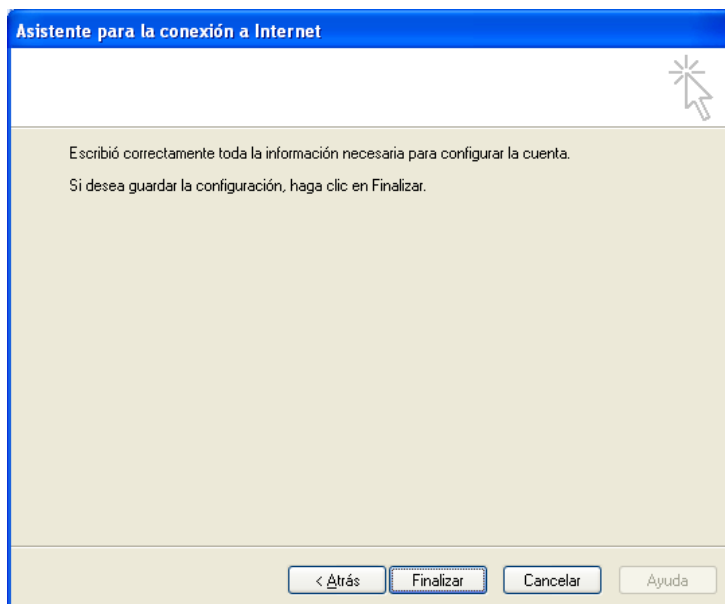 Asistente para la conexión a Internet
Escribió correctamente toda la información necesaria para configurar la cuenta.
Si desea guardar la configuración, haga clic en Finalizar.
< Atrás Finalizar Cancelar Ayuda